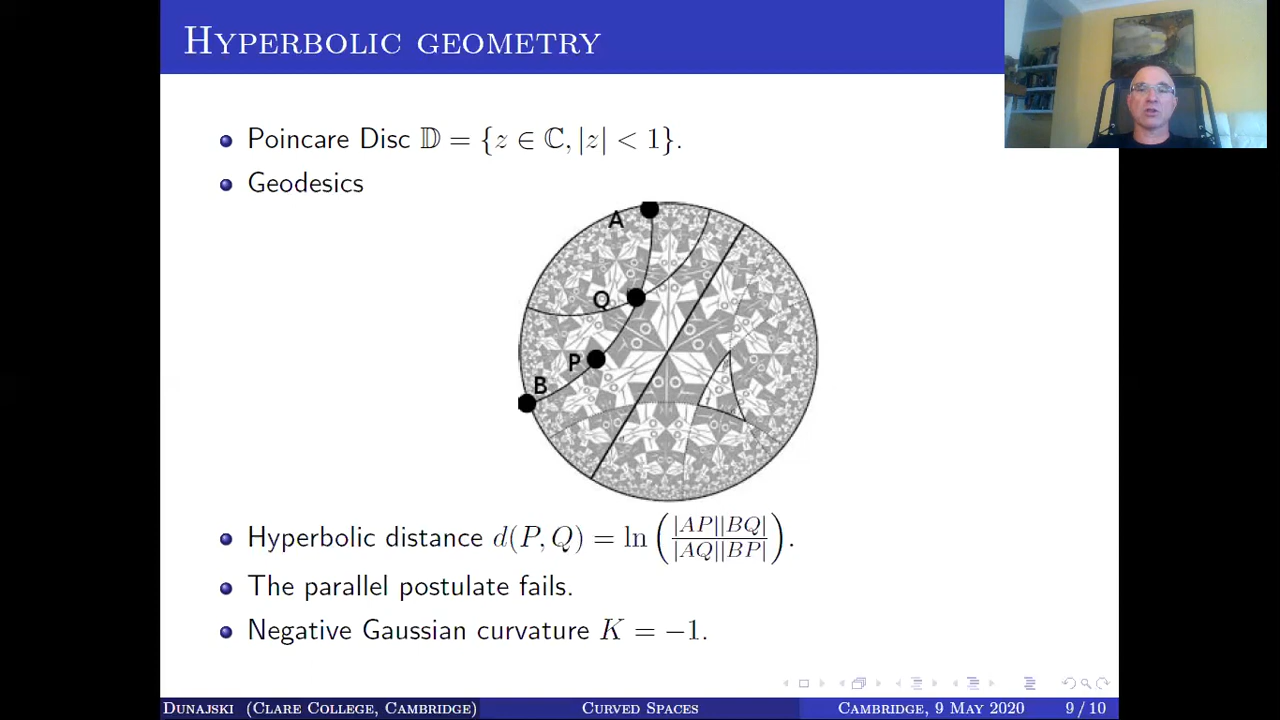 Hyperbolic geometry
Poincare Disc 𝔻 = {z ∈ ℂ, |z| < 1}.
Geodesics
A
Q
P
B
Hyperbolic distance d(P, Q) = ln (|AP||BQ| / |AQ||BP|).
The parallel postulate fails.
Negative Gaussian curvature K = −1.
Dunajski (Clare College, Cambridge) Curved Spaces Cambridge, 9 May 2020 9 / 10